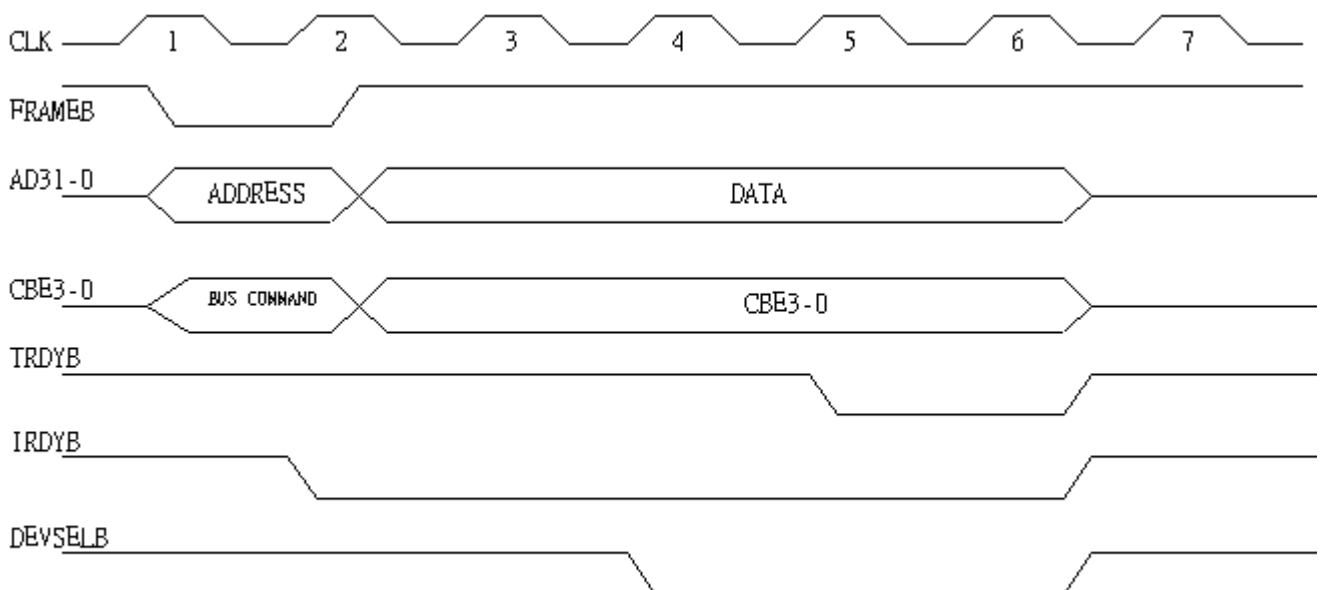 CLK 1 2 3 4 5 6 7
FRAMEB
AD31-0 ADDRESS DATA
CBE3-0 BUS COMMAND CBE3-0
TRDYB
IRDYB
DEVSELB